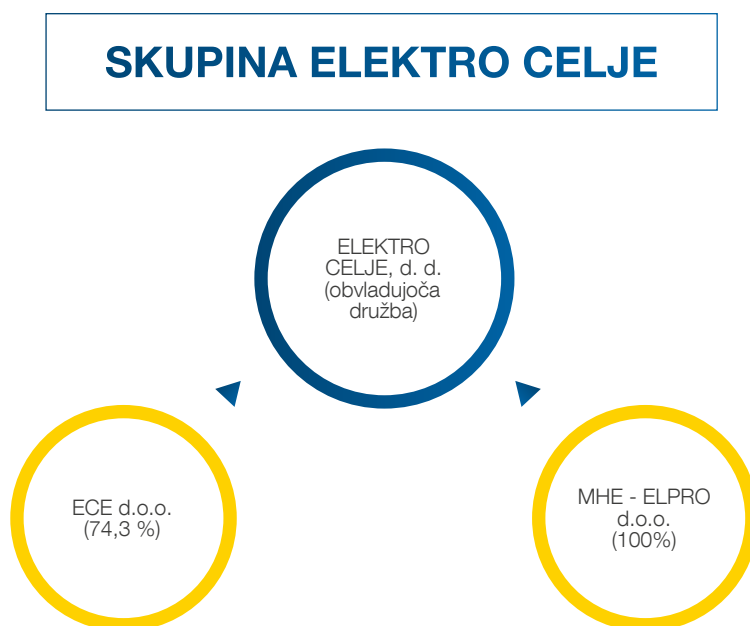 SKUPINA ELEKTRO CELJE
ELEKTRO
CELJE, d. d.
(obvladujoča
družba)
ECE d.o.o.
(74,3 %)
MHE - ELPRO
d.o.o.
(100%)